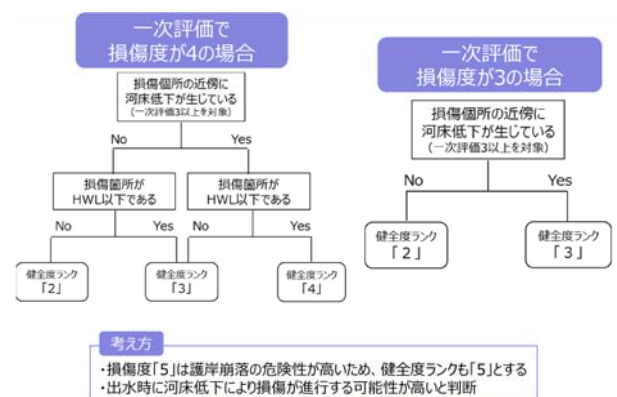 一次評価で
損傷度が4の場合
損傷個所の近傍に
河床低下が生じている
(一次評価3以上を対象)
No
Yes
損傷箇所が
HWL以下である
損傷箇所が
HWL以下である
No
Yes
No
Yes
健全度ランク
「2」
健全度ランク
「3」
健全度ランク
「4」
一次評価で
損傷度が3の場合
損傷個所の近傍に
河床低下が生じている
(一次評価3以上を対象)
No
Yes
健全度ランク
「2」
健全度ランク
「3」
考え方
・損傷度「5」は護岸崩落の危険性が高いため、健全度ランクも「5」とする
・出水時に河床低下により損傷が進行する可能性が高いと判断